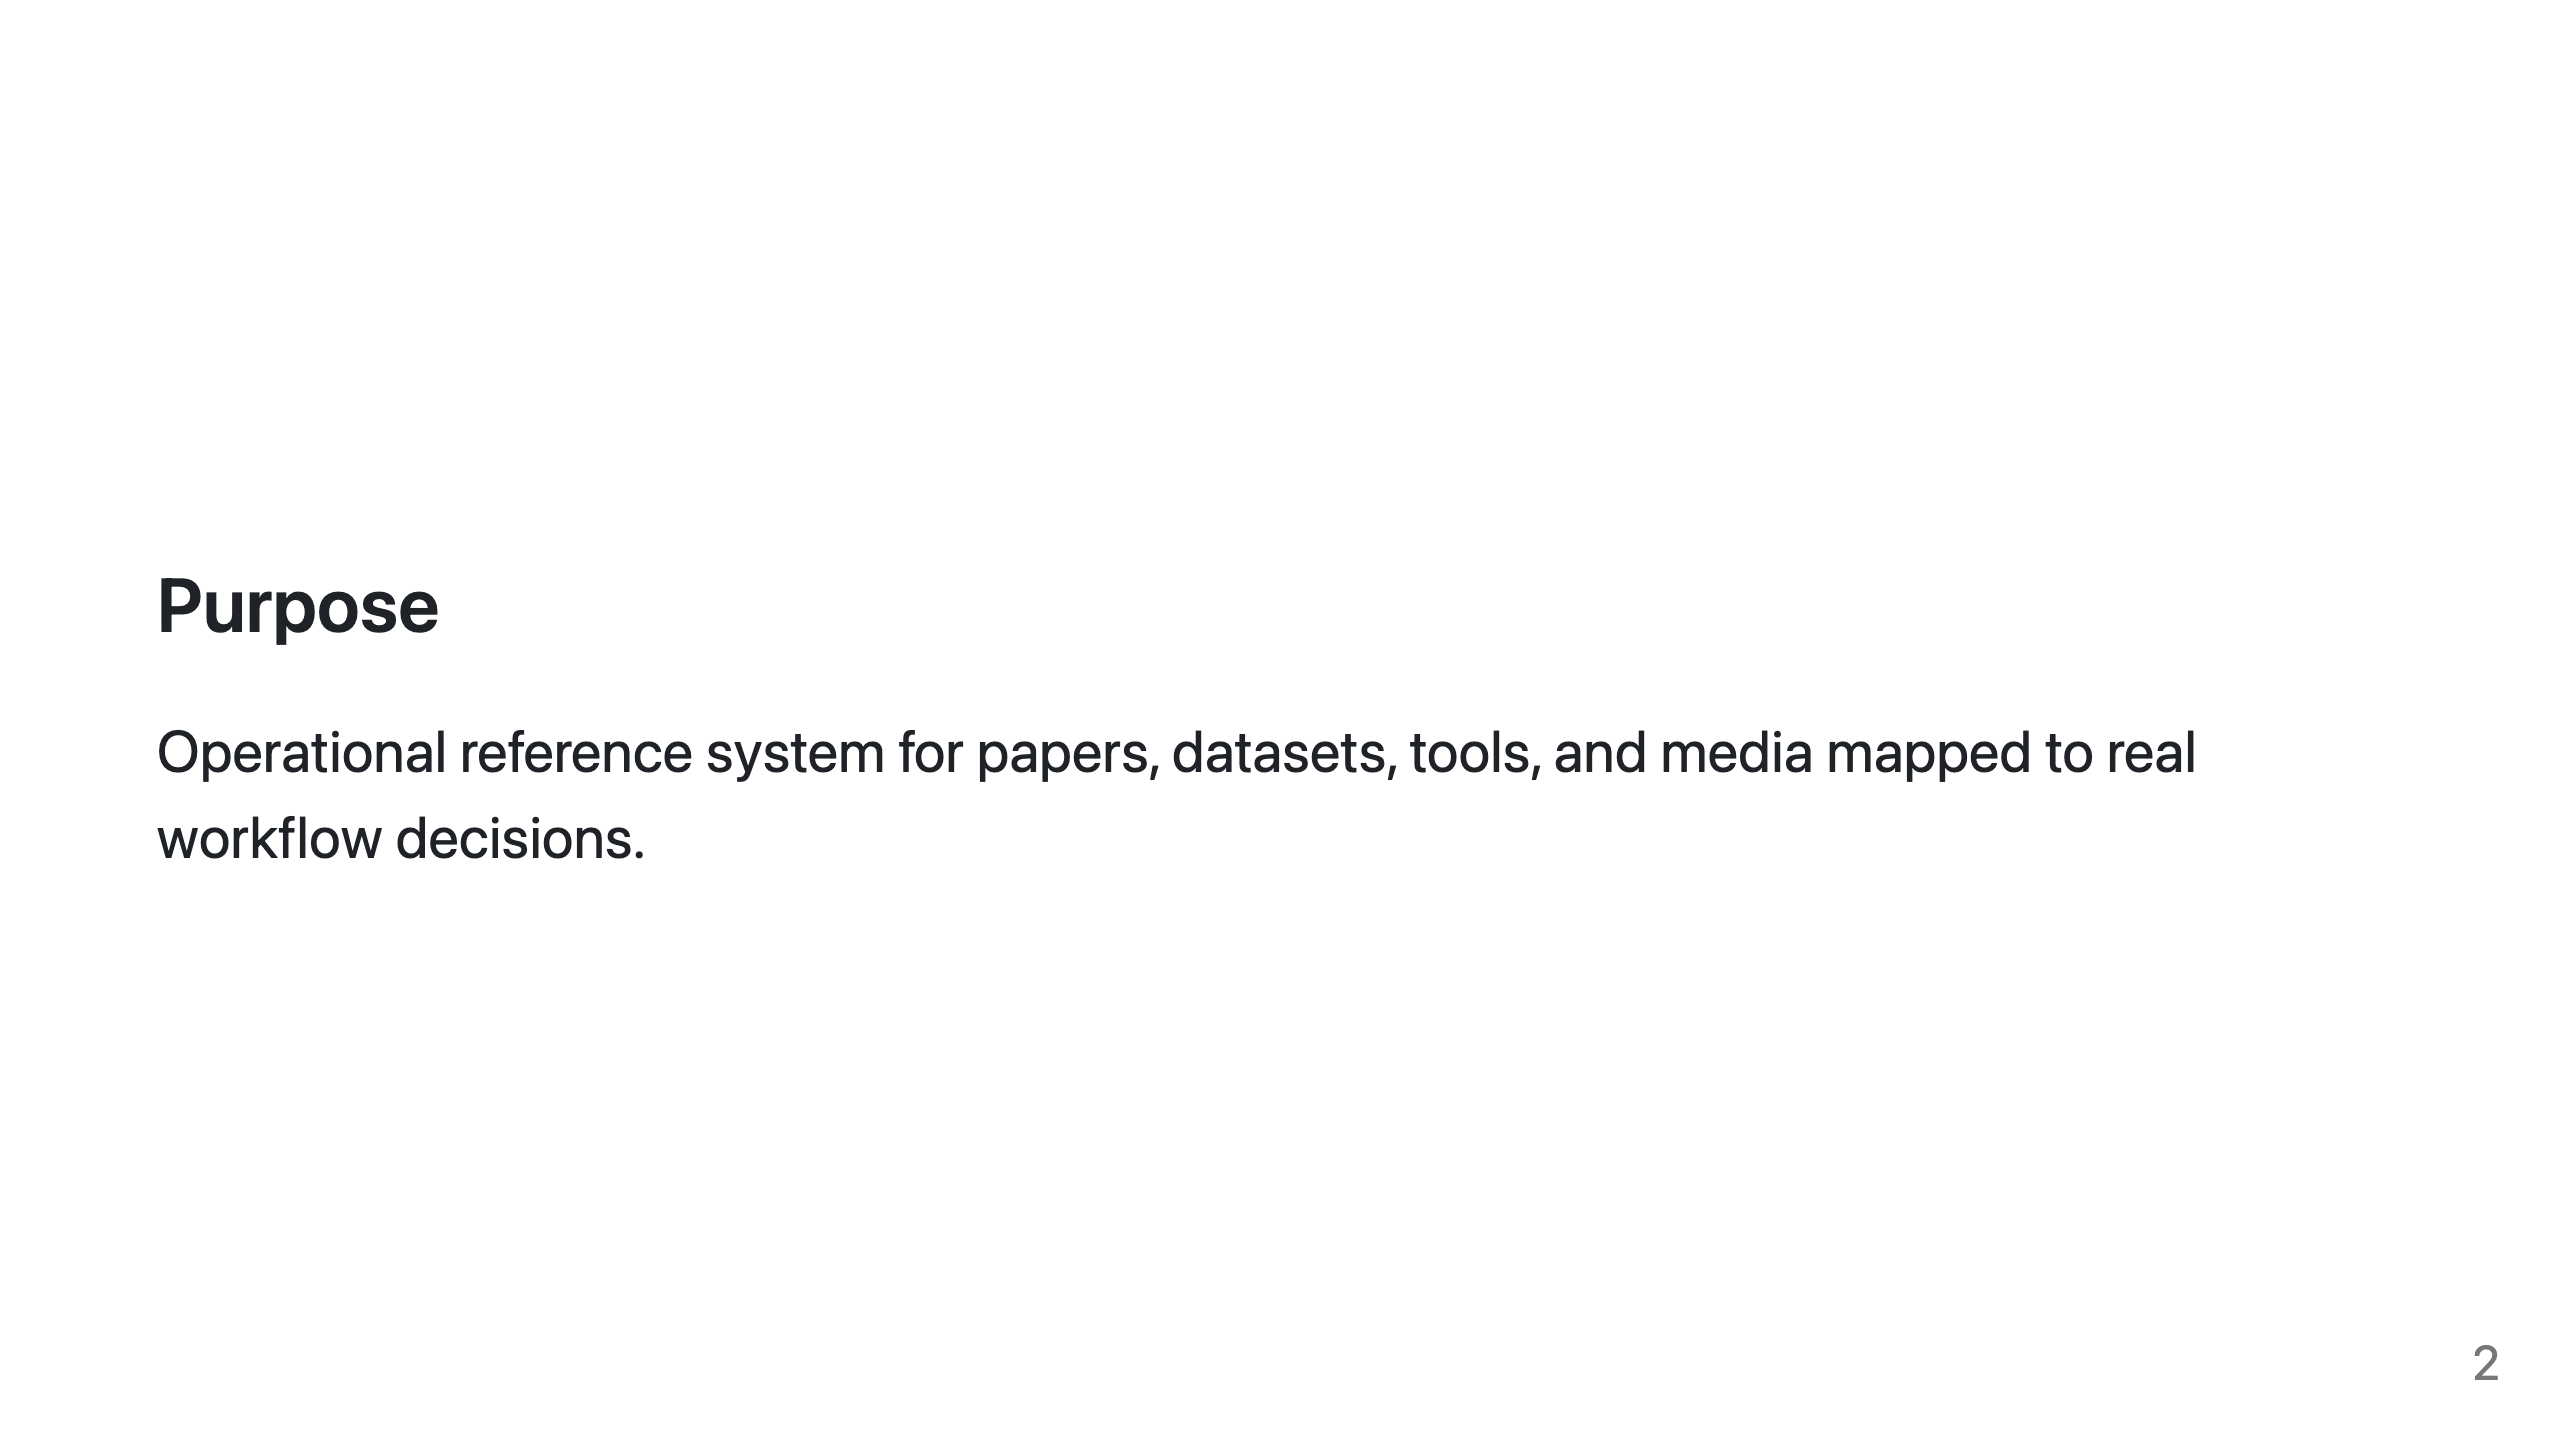 Purpose
Operational reference system for papers, datasets, tools, and media mapped to real
workflow decisions.
2